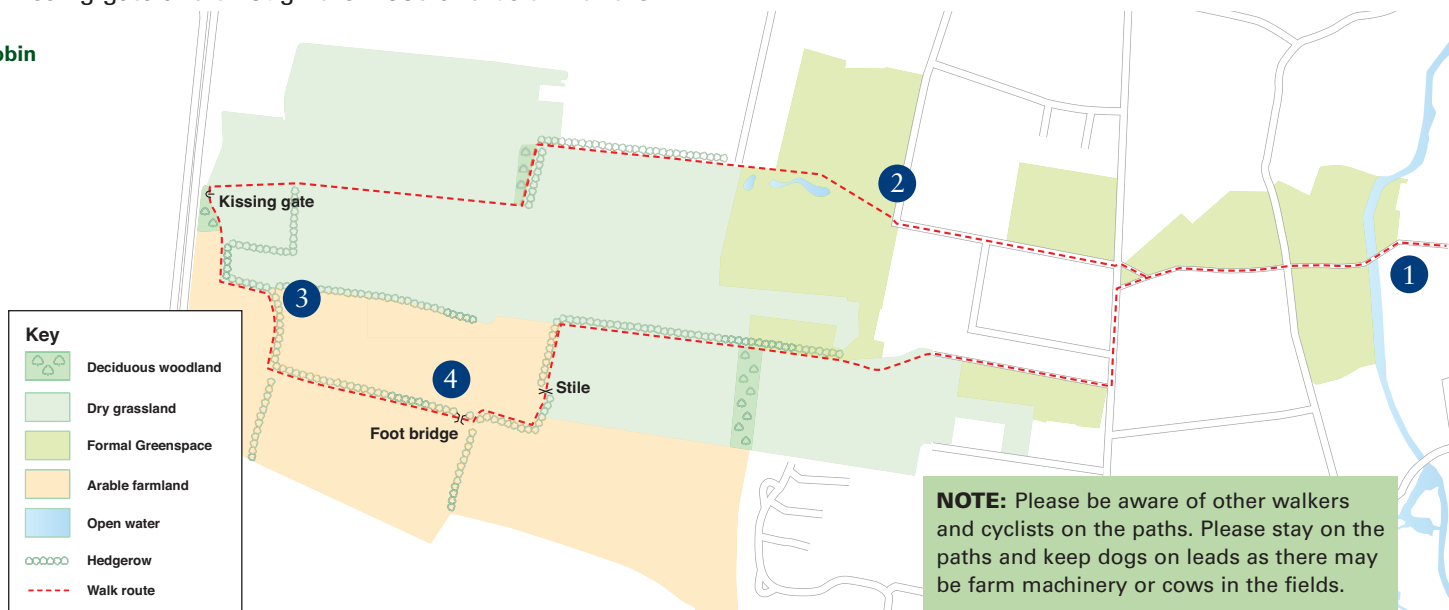 obin
2
Kissing gate
1
3
Key
Deciduous woodland
Dry grassland
Formal Greenspace
Arable farmland
Open water
Hedgerow
Walk route
4
Stile
Foot bridge
NOTE: Please be aware of other walkers
and cyclists on the paths. Please stay on the
paths and keep dogs on leads as there may
be farm machinery or cows in the fields.